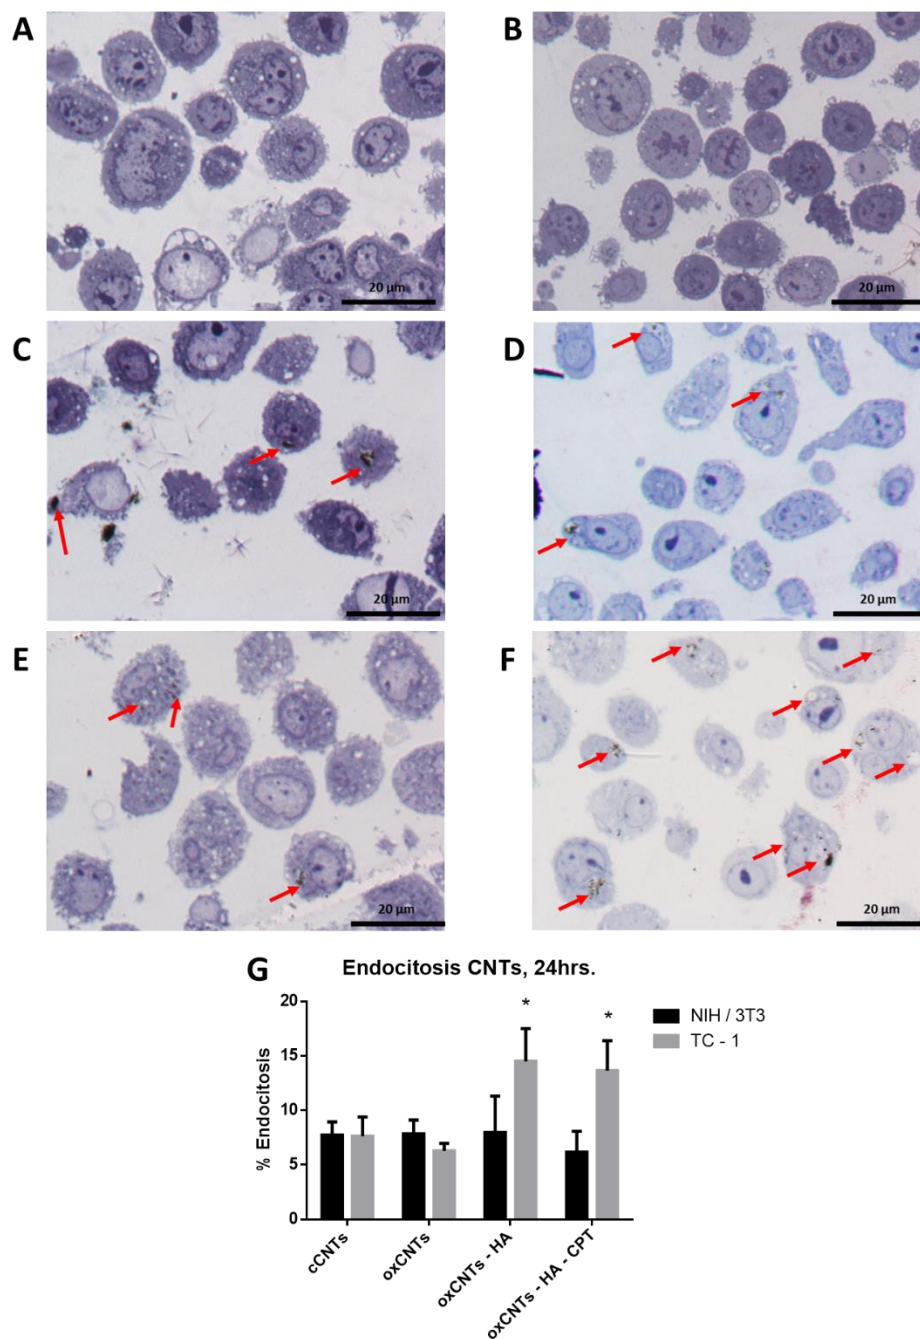 A
B
20 µm
20 µm
C
D
20 µm
20 µm
E
F
20 µm
20 µm
G
Endocitosis CNTs, 24hrs.
% Endocitosis
20
15
10
5
0
*
*
NIH / 3T3
TC - 1
cCNTs
oxCNTs
oxCNTs - HA
oxCNTs - HA - CPT